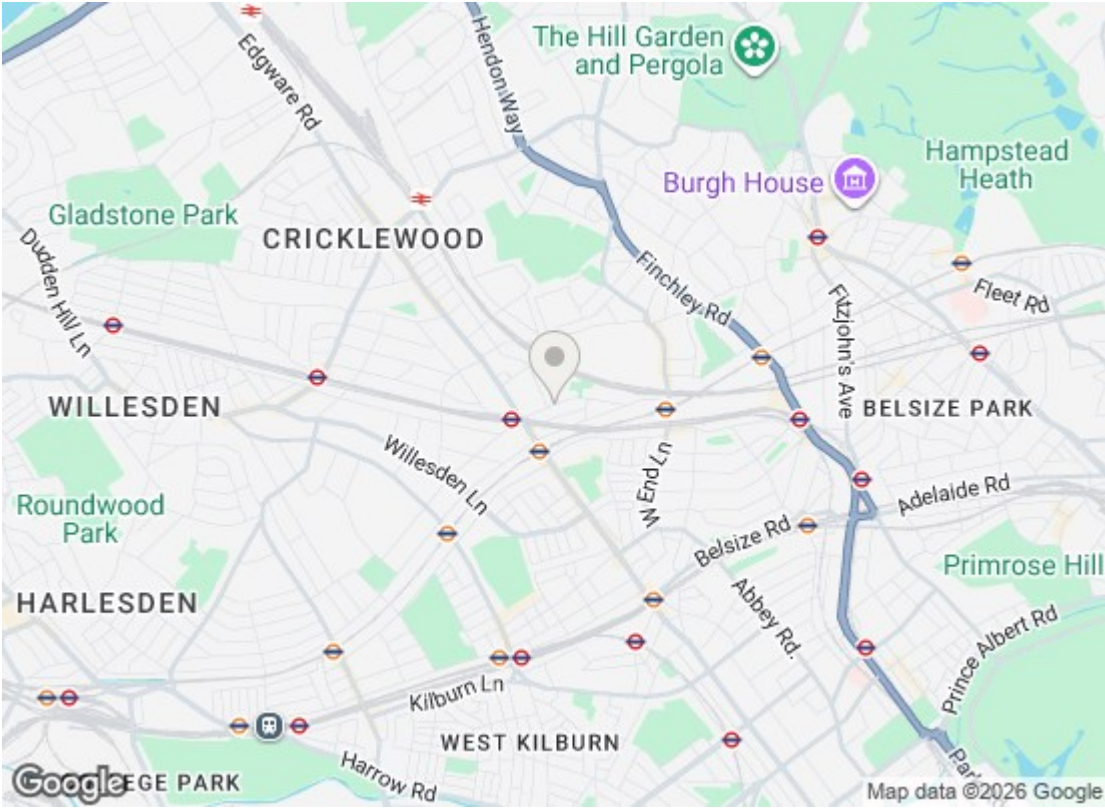 Edgware Rd
Hendon Way
The Hill Garden
and Pergola
Hampstead
Heath
Burgh House
Gladstone Park
CRICKLEWOOD
Dudden Hill Ln
Finchley Rd
Fleet Rd
Fitzjohn's Ave
WILLESDEN
BELSIZE PARK
Willesden Ln
W End Ln
Adelaide Rd
Roundwood
Park
Belsize Rd
Primrose Hill
HARLESDEN
Abbey Rd.
Prince Albert Rd
Kilburn Ln
WEST KILBURN
Harrow Rd
Google
EGE PARK
Map data ©2026 Google